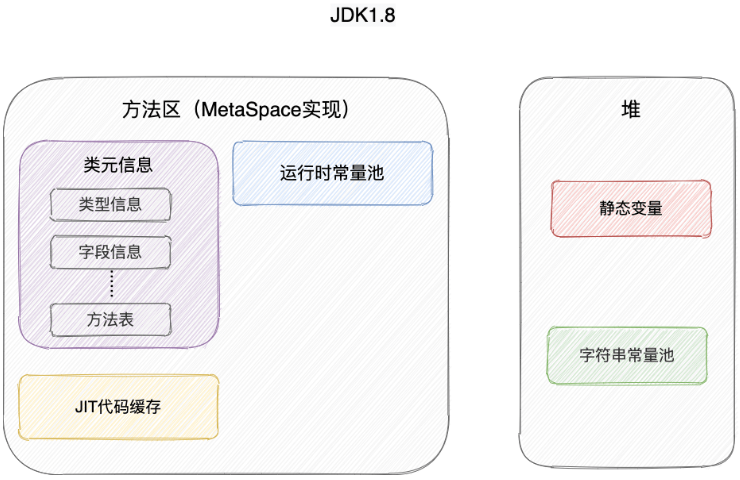 JDK1.8
方法区（MetaSpace实现）
类元信息
类型信息
字段信息
方法表
运行时常量池
JIT代码缓存
堆
静态变量
字符串常量池